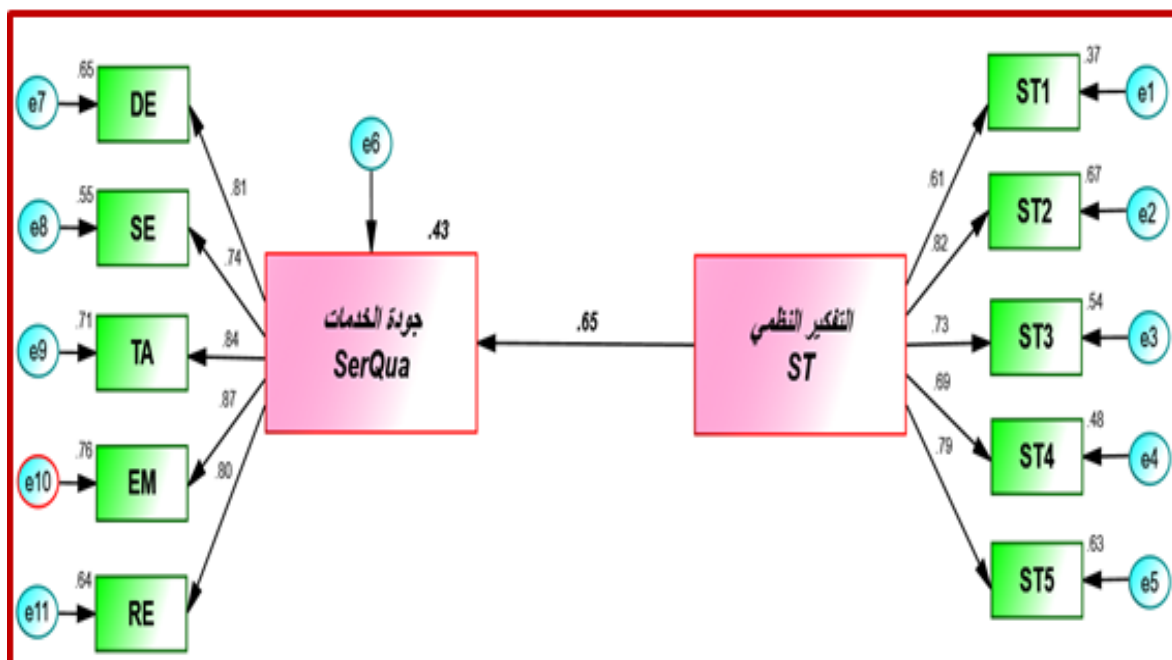 .65
e7
DE
.81
.55
e8
SE
.74
.71
e9
TA
.84
.76
e10
EM
.87
.64
e11
RE
.80
e6
.43
جودة الخدمات
SerQua
.65
التفكير النظمي
ST
.37
ST1
e1
.61
.67
ST2
e2
.82
.54
ST3
e3
.73
.48
ST4
e4
.69
.63
ST5
e5
.79